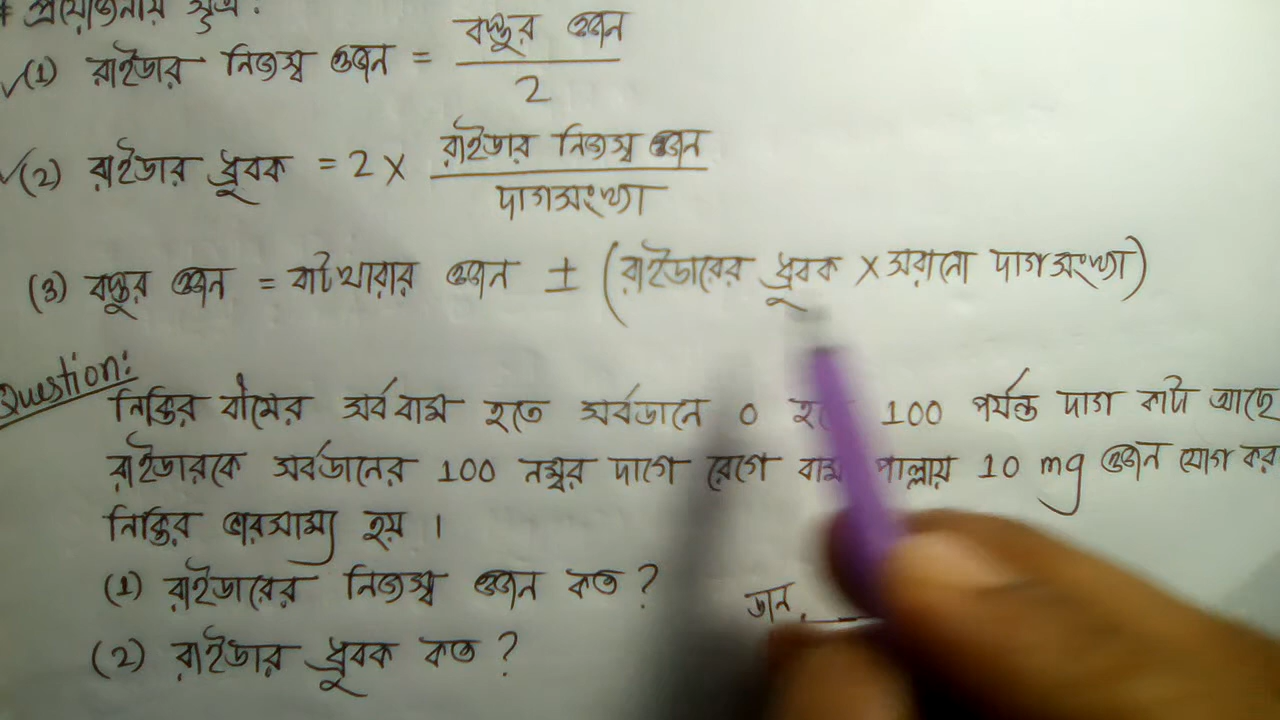 * প্রয়োজনীয় সূত্র :
(1) রাইডার নিজস্ব ওজন = বস্তুর ওজন / 2
(2) রাইডার ধ্রুবক = 2 × রাইডার নিজস্ব ওজন / দাগসংখ্যা
(3) বস্তুর ওজন = বাটখারার ওজন ± (রাইডারের ধ্রুবক × সরানো দাগসংখ্যা)
Question:
নিক্তির বীমের সর্ব বাম হতে সর্বডানে 0 100 পর্যন্ত দাগ কাটা আছে
রাইডারকে সর্বডানের 100 নম্বর দাগে রেগে বাম পাল্লায় 10 mg ওজন যোগ কর
নিক্তির ভারসাম্য হয় ।
(1) রাইডারের নিজস্ব ওজন কত ?
ডান,
(2) রাইডার ধ্রুবক কত ?